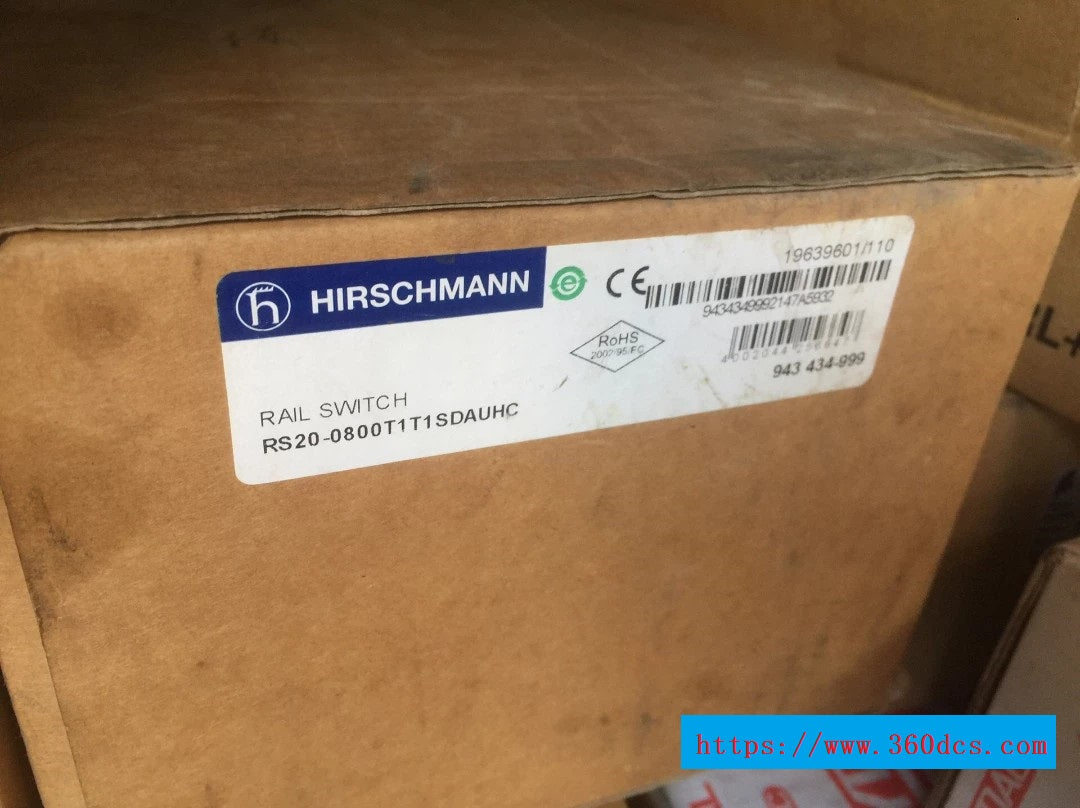 HIRSCHMANN
CE
19639601/110
9434349992147A5932
RoHS
2002/95/EC
943 434-999
RAIL SWITCH
RS20-0800T1T1SDAUHC
https://www.360dcs.com